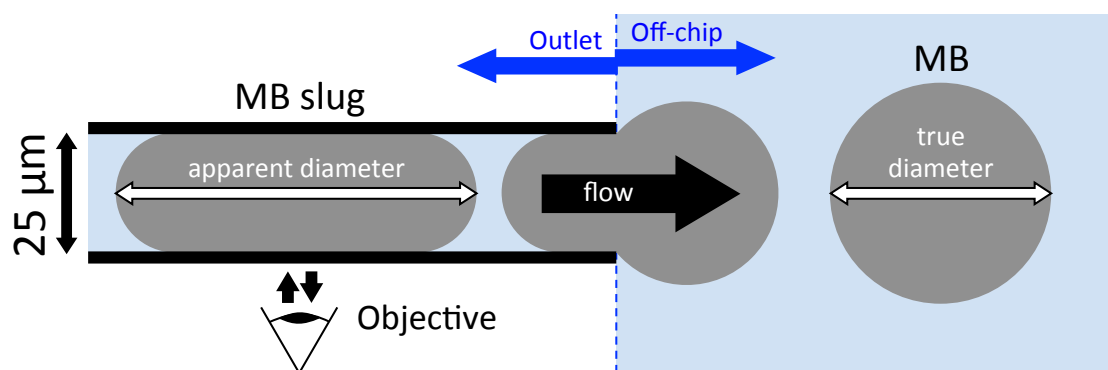 Outlet
Off-chip
MB slug
MB
25 μm
apparent diameter
flow
true
diameter
Objective